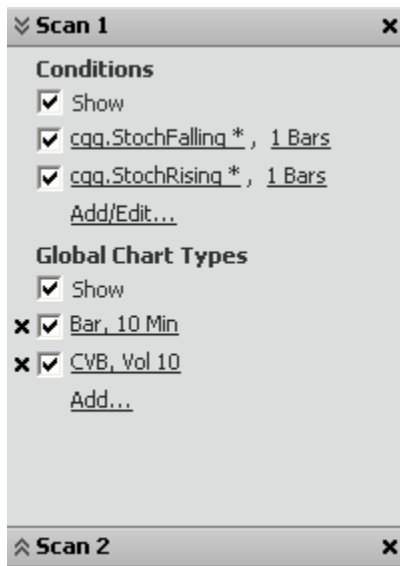 Scan 1
Conditions
Show
cqg.StochFalling * , 1 Bars
cqg.StochRising * , 1 Bars
Add/Edit...
Global Chart Types
Show
Bar, 10 Min
CVB, Vol 10
Add...
Scan 2